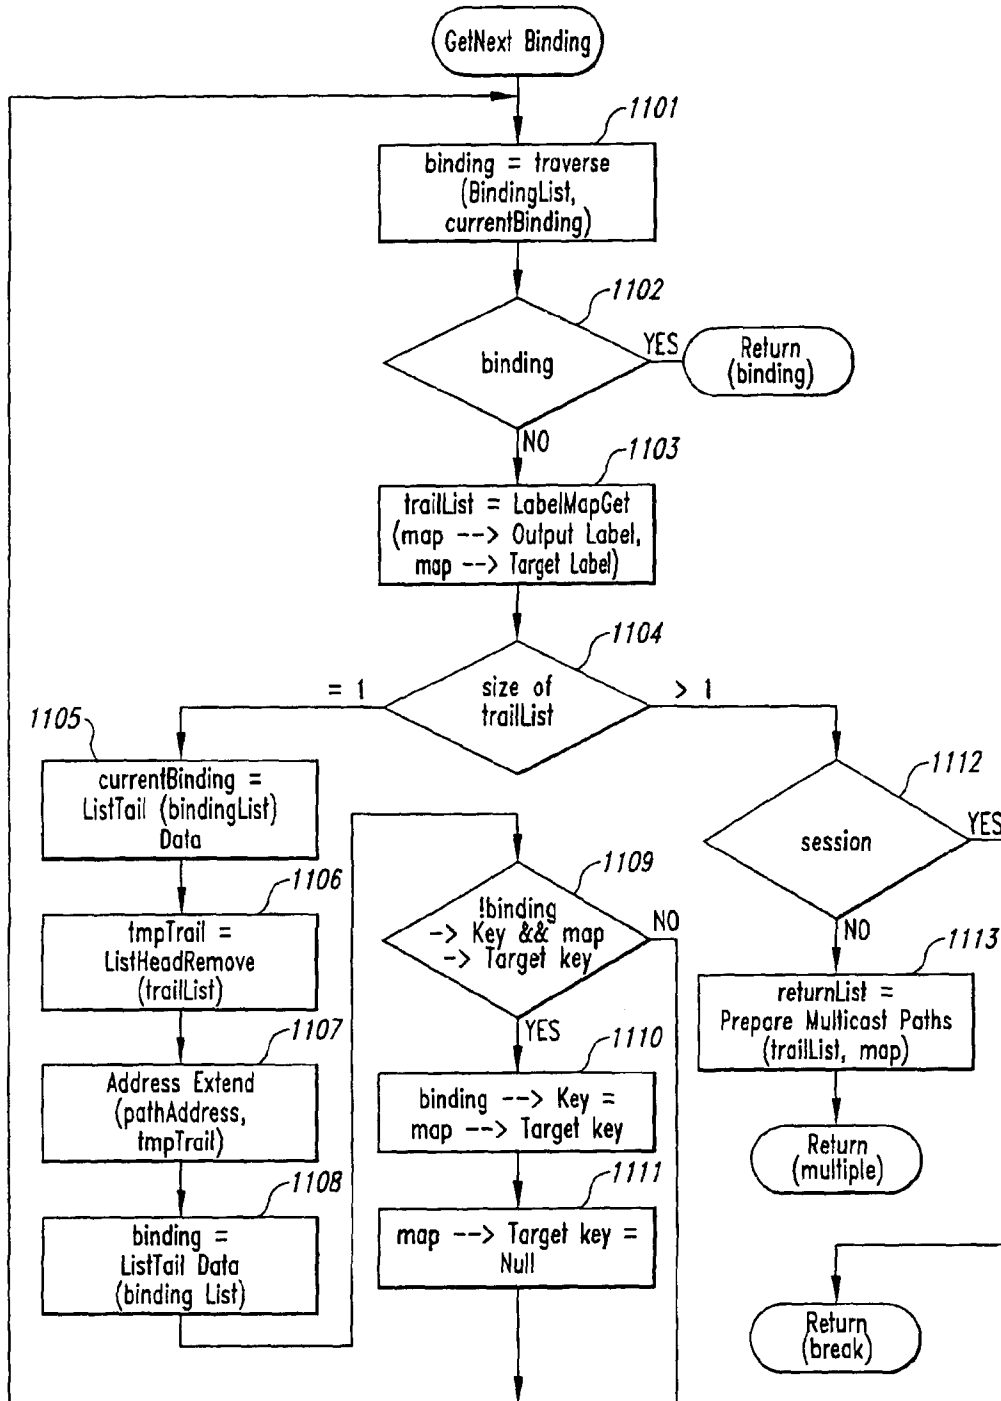 GetNext Binding
1101
binding = traverse
(BindingList,
currentBinding)
1102
binding
YES
Return
(binding)
NO
1103
trailList = LabelMapGet
(map --> Output Label,
map --> Target Label)
1104
size of
trailList
= 1
> 1
1105
currentBinding =
ListTail (bindingList)
Data
1106
tmpTrail =
ListHeadRemove
(trailList)
1107
Address Extend
(pathAddress,
tmpTrail)
1108
binding =
ListTail Data
(binding List)
1109
!binding
-> Key && map
-> Target key
NO
YES
1110
binding --> Key =
map --> Target key
1111
map --> Target key =
Null
1112
session
YES
NO
1113
returnList =
Prepare Multicast Paths
(trailList, map)
Return
(multiple)
Return
(break)